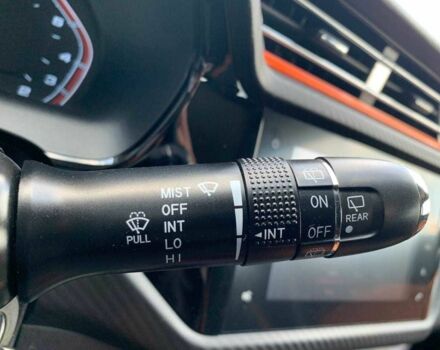 MIST
OFF
INT
LO
HI
PULL
◄INT
ON
OFF
REAR